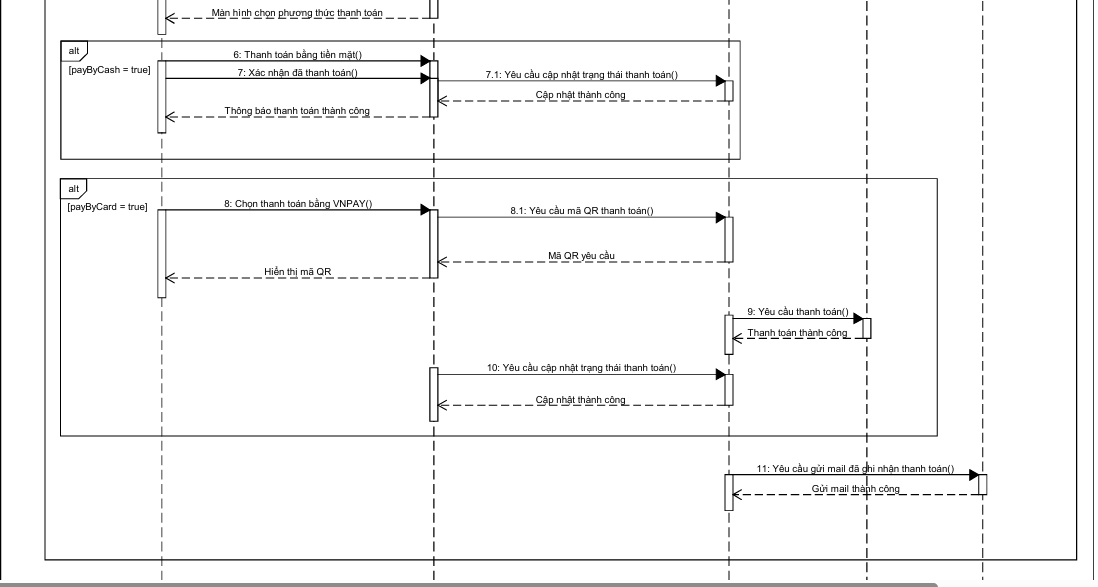 Màn hình chọn phương thức thanh toán
alt
[payByCash = true]
6: Thanh toán bằng tiền mặt()
7: Xác nhận đã thanh toán()
7.1: Yêu cầu cập nhật trạng thái thanh toán()
Cập nhật thành công
Thông báo thanh toán thành công
alt
[payByCard = true]
8: Chọn thanh toán bằng VNPAY()
8.1: Yêu cầu mã QR thanh toán()
Mã QR yêu cầu
Hiển thị mã QR
9: Yêu cầu thanh toán()
Thanh toán thành công
10: Yêu cầu cập nhật trạng thái thanh toán()
Cập nhật thành công
11: Yêu cầu gửi mail đã ghi nhận thanh toán()
Gửi mail thành công